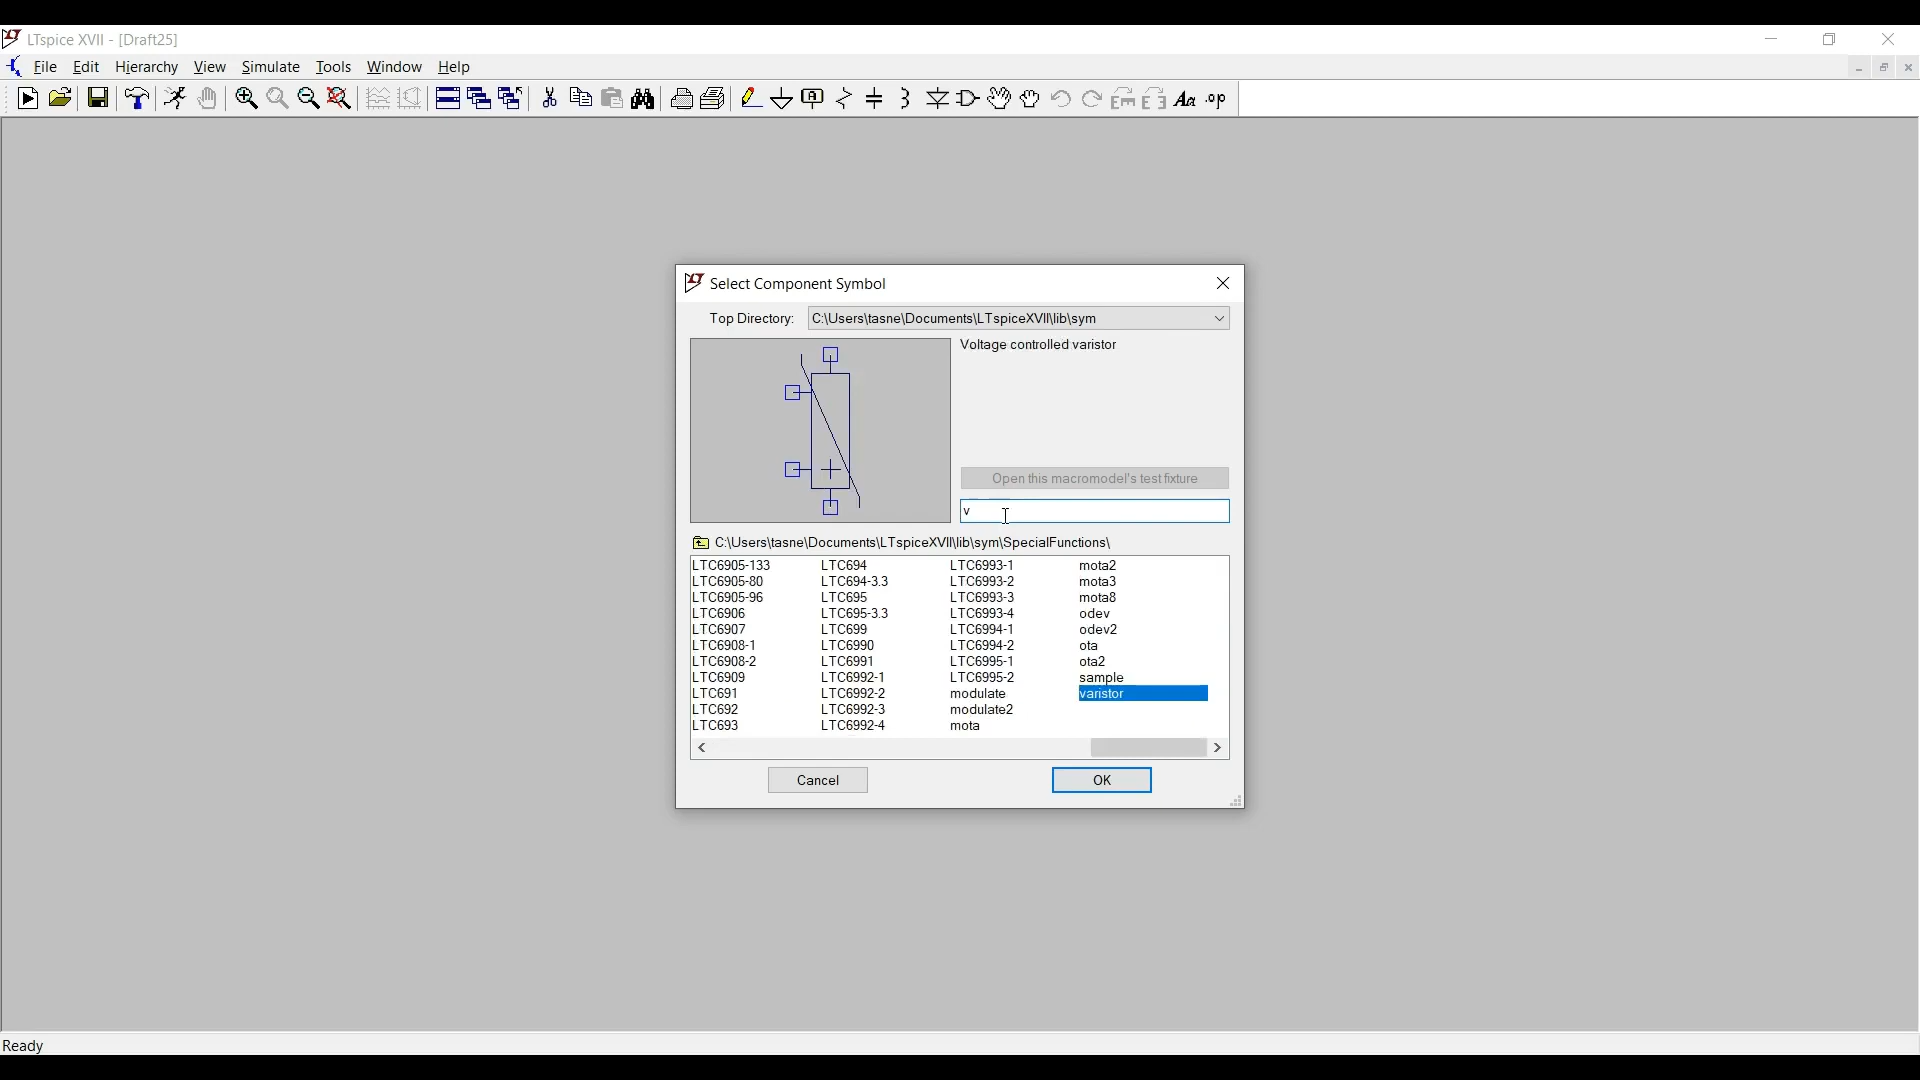 LTspice XVII - [Draft25]
File Edit Hierarchy View Simulate Tools Window Help
Aa .op
Select Component Symbol
Top Directory: C:\Users\tasne\Documents\LTspiceXVII\lib\sym
Voltage controlled varistor
Open this macromodel's test fixture
v
C:\Users\tasne\Documents\LTspiceXVII\lib\sym\SpecialFunctions\
LTC6905-133 LTC694 LTC6993-1 mota2
LTC6905-80 LTC694-3.3 LTC6993-2 mota3
LTC6905-96 LTC695 LTC6993-3 mota8
LTC6906 LTC695-3.3 LTC6993-4 odev
LTC6907 LTC699 LTC6994-1 odev2
LTC6908-1 LTC6990 LTC6994-2 ota
LTC6908-2 LTC6991 LTC6995-1 ota2
LTC6909 LTC6992-1 LTC6995-2 sample
LTC691 LTC6992-2 modulate varistor
LTC692 LTC6992-3 modulate2
LTC693 LTC6992-4 mota
Cancel OK
Ready